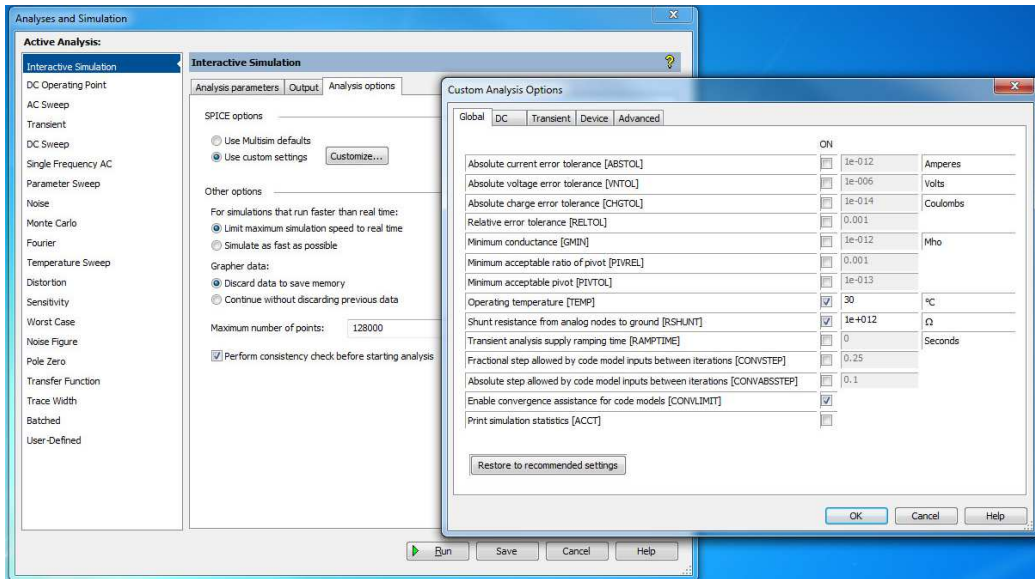 Analyses and Simulation
Active Analysis:
Interactive Simulation
DC Operating Point
AC Sweep
Transient
DC Sweep
Single Frequency AC
Parameter Sweep
Noise
Monte Carlo
Fourier
Temperature Sweep
Distortion
Sensitivity
Worst Case
Noise Figure
Pole Zero
Transfer Function
Trace Width
Batched
User-Defined
Interactive Simulation
Analysis parameters Output Analysis options
SPICE options
Use Multisim defaults
Use custom settings Customize...
Other options
For simulations that run faster than real time:
Limit maximum simulation speed to real time
Simulate as fast as possible
Grapher data:
Discard data to save memory
Continue without discarding previous data
Maximum number of points: 128000
Perform consistency check before starting analysis
Run Save Cancel Help
Custom Analysis Options
Global DC Transient Device Advanced
ON
Absolute current error tolerance [ABSTOL] 1e-012 Amperes
Absolute voltage error tolerance [VNTOL] 1e-006 Volts
Absolute charge error tolerance [CHGTOL] 1e-014 Coulombs
Relative error tolerance [RELTOL] 0.001
Minimum conductance [GMIN] 1e-012 Mho
Minimum acceptable ratio of pivot [PIVREL] 0.001
Minimum acceptable pivot [PIVTOL] 1e-013
Operating temperature [TEMP] 30 °C
Shunt resistance from analog nodes to ground [RSHUNT] 1e+012 Ω
Transient analysis supply ramping time [RAMPTIME] 0 Seconds
Fractional step allowed by code model inputs between iterations [CONVSTEP] 0.25
Absolute step allowed by code model inputs between iterations [CONVABSSTEP] 0.1
Enable convergence assistance for code models [CONVLIMIT]
Print simulation statistics [ACCT]
Restore to recommended settings
OK Cancel Help